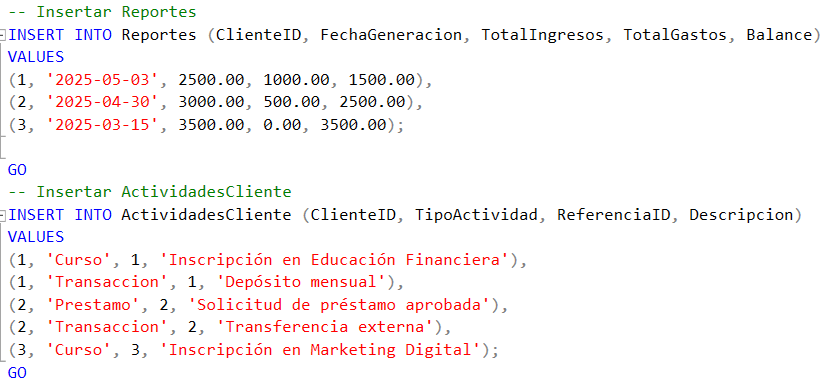 -- Insertar Reportes
INSERT INTO Reportes (ClienteID, FechaGeneracion, TotalIngresos, TotalGastos, Balance)
VALUES
(1, '2025-05-03', 2500.00, 1000.00, 1500.00),
(2, '2025-04-30', 3000.00, 500.00, 2500.00),
(3, '2025-03-15', 3500.00, 0.00, 3500.00);
GO
-- Insertar ActividadesCliente
INSERT INTO ActividadesCliente (ClienteID, TipoActividad, ReferenciaID, Descripcion)
VALUES
(1, 'Curso', 1, 'Inscripción en Educación Financiera'),
(1, 'Transaccion', 1, 'Depósito mensual'),
(2, 'Prestamo', 2, 'Solicitud de préstamo aprobada'),
(2, 'Transaccion', 2, 'Transferencia externa'),
(3, 'Curso', 3, 'Inscripción en Marketing Digital');
GO